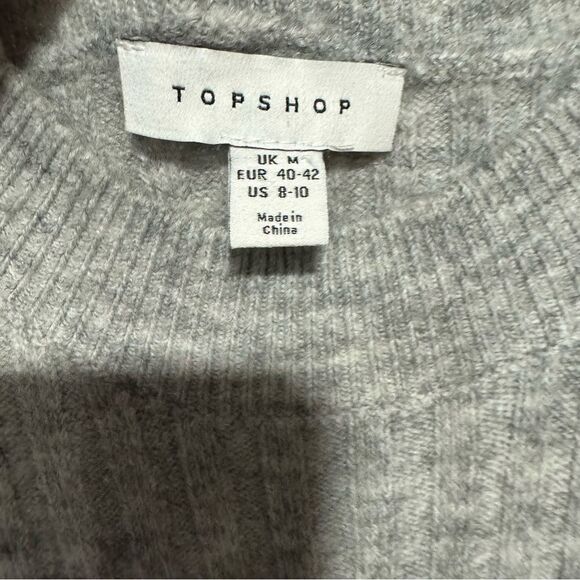 TOPSHOP
UK M
EUR 40-42
US 8-10
Made in
China